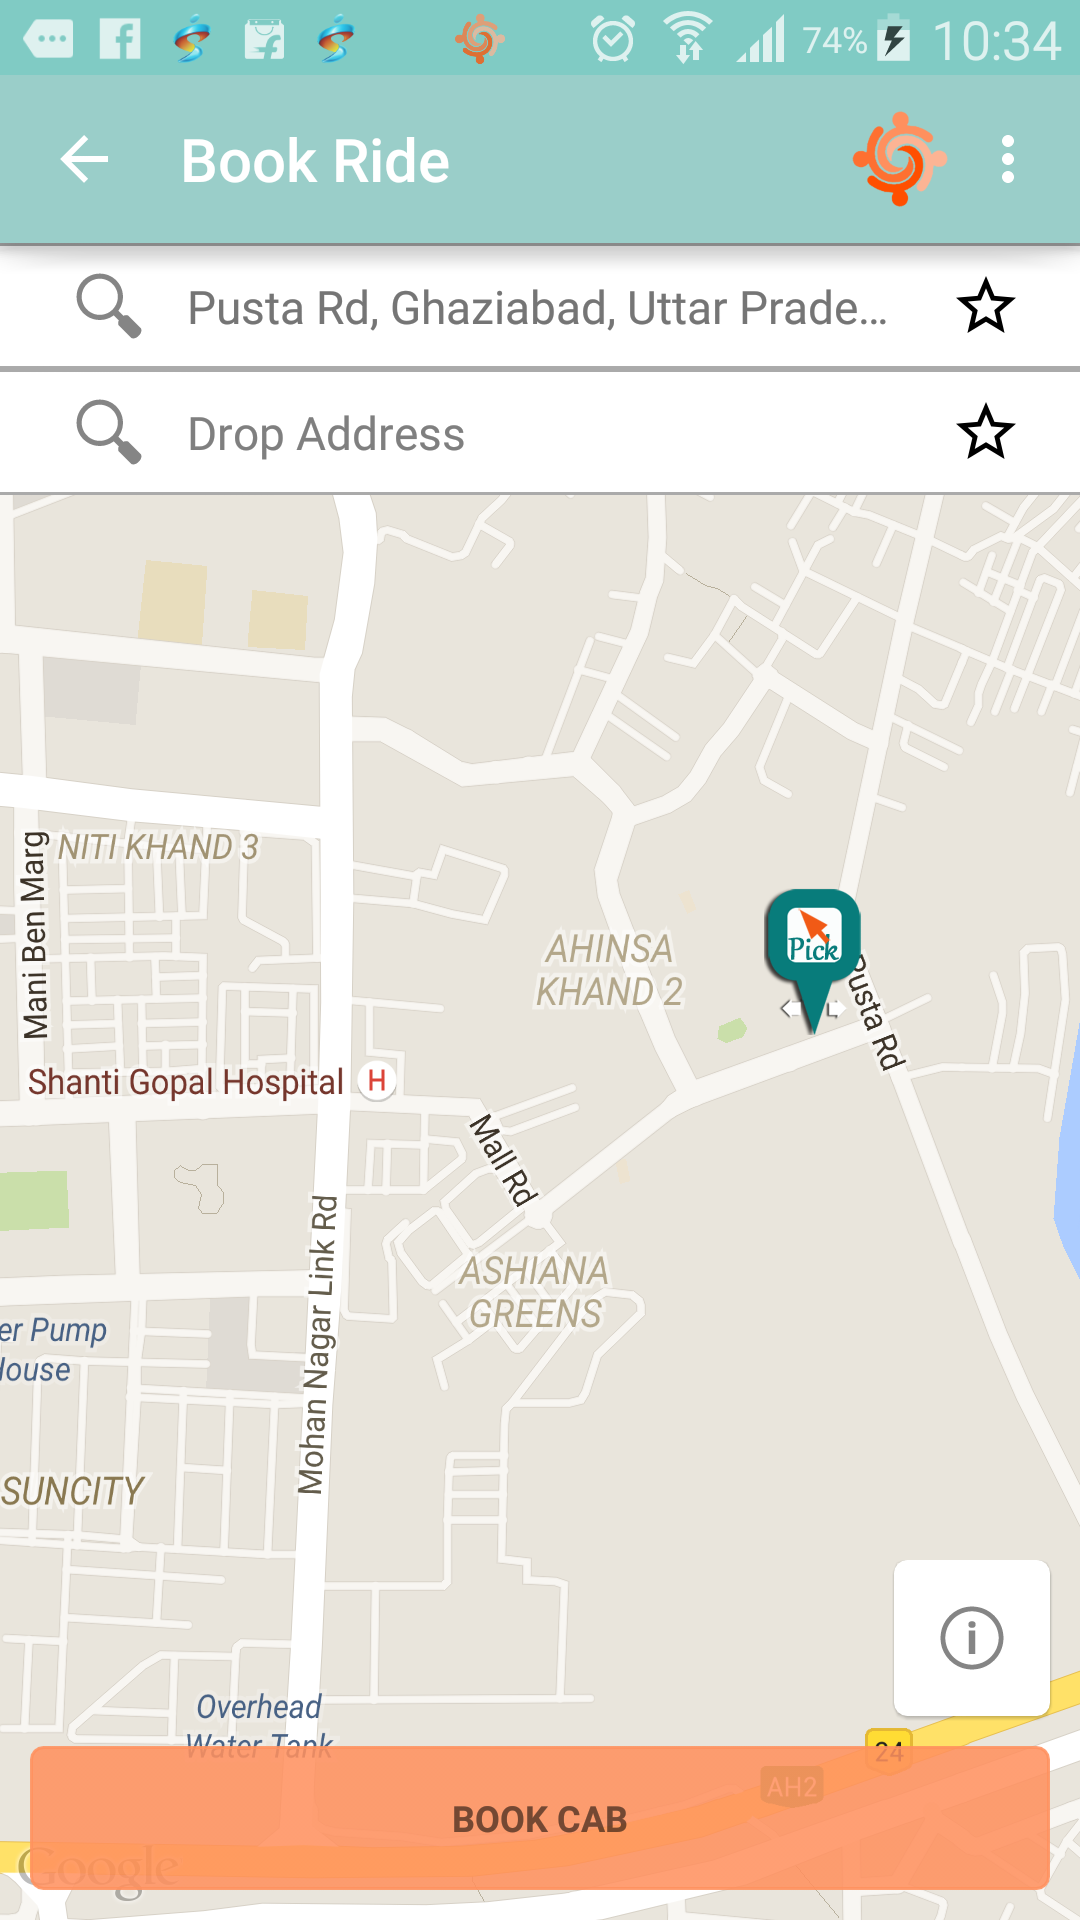 74% 10:34
Book Ride
Pusta Rd, Ghaziabad, Uttar Prade...
Drop Address
NITI KHAND 3
Mani Ben Marg
AHINSA
KHAND 2
Pick
Pusta Rd
Shanti Gopal Hospital H
Mall Rd
Mohan Nagar Link Rd
ASHIANA
GREENS
er Pump
House
SUNCITY
i
Overhead
Water Tank
24
AH2
BOOK CAB
Google